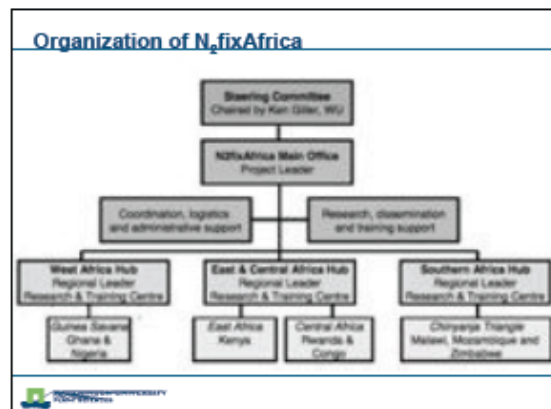 Organization of N₂fixAfrica
Steering Committee
Chaired by Ken Giller, WU
N2fixAfrica Main Office
Project Leader
Coordination, logistics
and administrative support
Research, dissemination
and training support
West Africa Hub
Regional Leader
Research & Training Centre
East & Central Africa Hub
Regional Leader
Research & Training Centre
Southern Africa Hub
Regional Leader
Research & Training Centre
Guinea Savana
Ghana &
Nigeria
East Africa
Kenya
Central Africa
Rwanda &
Congo
Chinyanja Triangle
Malawi, Mozambique and
Zimbabwe